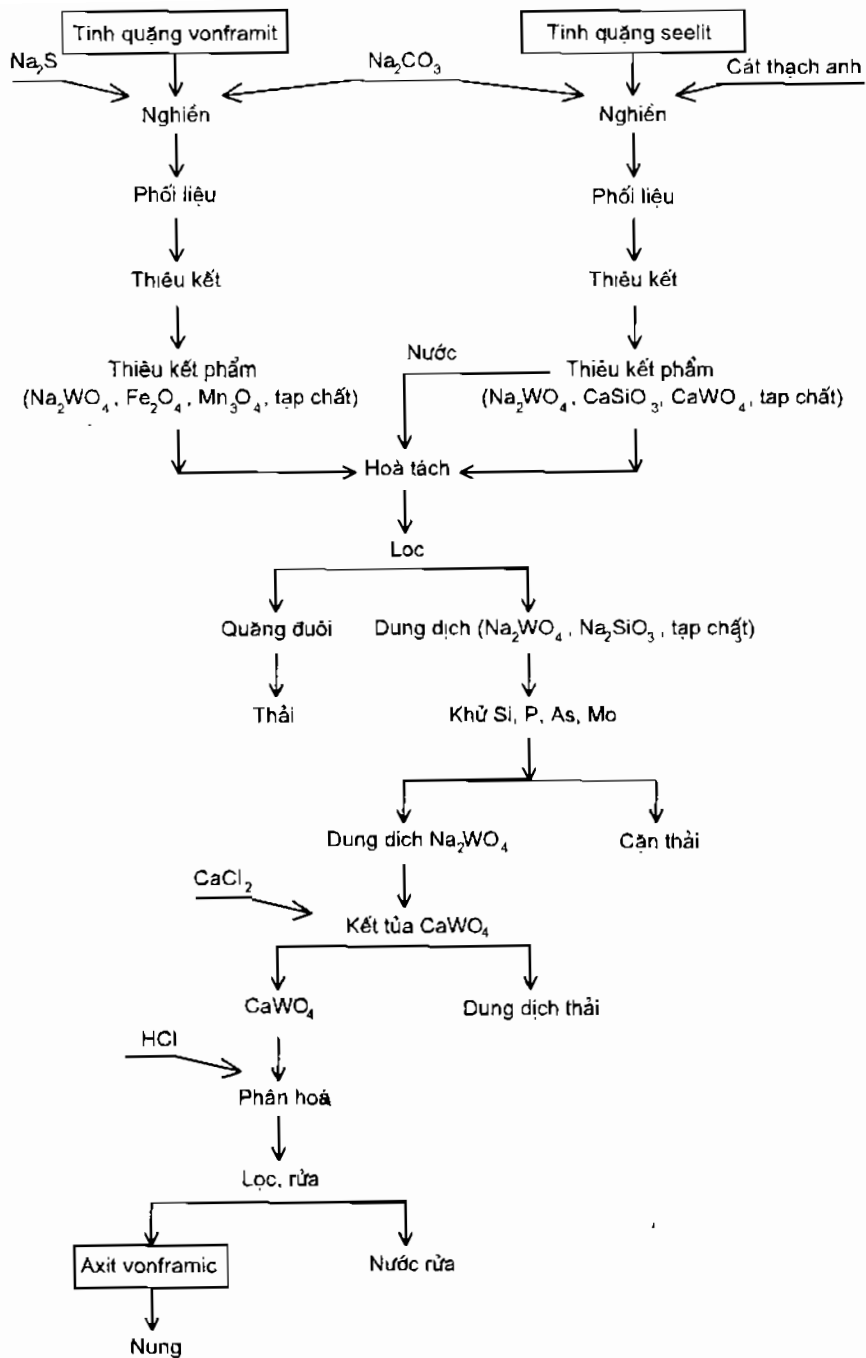 Tinh quặng vonframit
Tinh quặng seelit
Na₂S
Na₂CO₃
Cát thạch anh
Nghiền
Nghiền
Phối liệu
Phối liệu
Thiêu kết
Thiêu kết
Nước
Thiêu kết phẩm
(Na₂WO₄, Fe₂O₄, Mn₃O₄, tạp chất)
Thiêu kết phẩm
(Na₂WO₄, CaSiO₃, CaWO₄, tạp chất)
Hoà tách
Lọc
Quặng đuôi
Dung dịch (Na₂WO₄, Na₂SiO₃, tạp chất)
Thải
Khử Si, P, As, Mo
Dung dịch Na₂WO₄
Cặn thải
CaCl₂
Kết tủa CaWO₄
CaWO₄
Dung dịch thải
HCl
Phân hoá
Lọc, rửa
Axit vonframic
Nước rửa
Nung